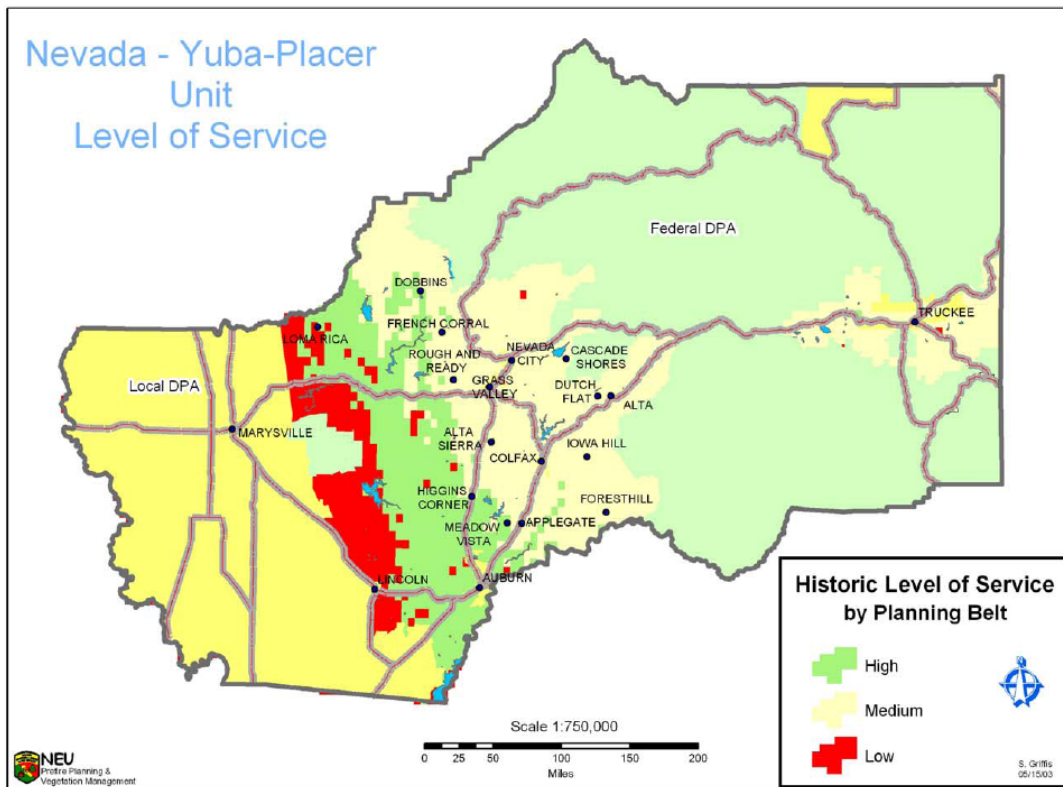 Nevada - Yuba-Placer
Unit
Level of Service
Federal DPA
DOBBINS
TRUCKEE
LOMA RICA
FRENCH CORRAL
NEVADA
CITY
CASCADE
SHORES
ROUGH AND
READY
Local DPA
GRASS
VALLEY
DUTCH
FLAT
ALTA
MARYSVILLE
ALTA
SIERRA
COLFAX
IOWA HILL
HIGGINS
CORNER
FORESTHILL
MEADOW
VISTA
APPLEGATE
LINCOLN
AUBURN
Historic Level of Service
by Planning Belt
High
Medium
Low
Scale 1:750,000
0 12.5 25 50 100 150 200
Miles
NEU
Prefire Planning &
Vegetation Management
S. Griffis
05/15/03